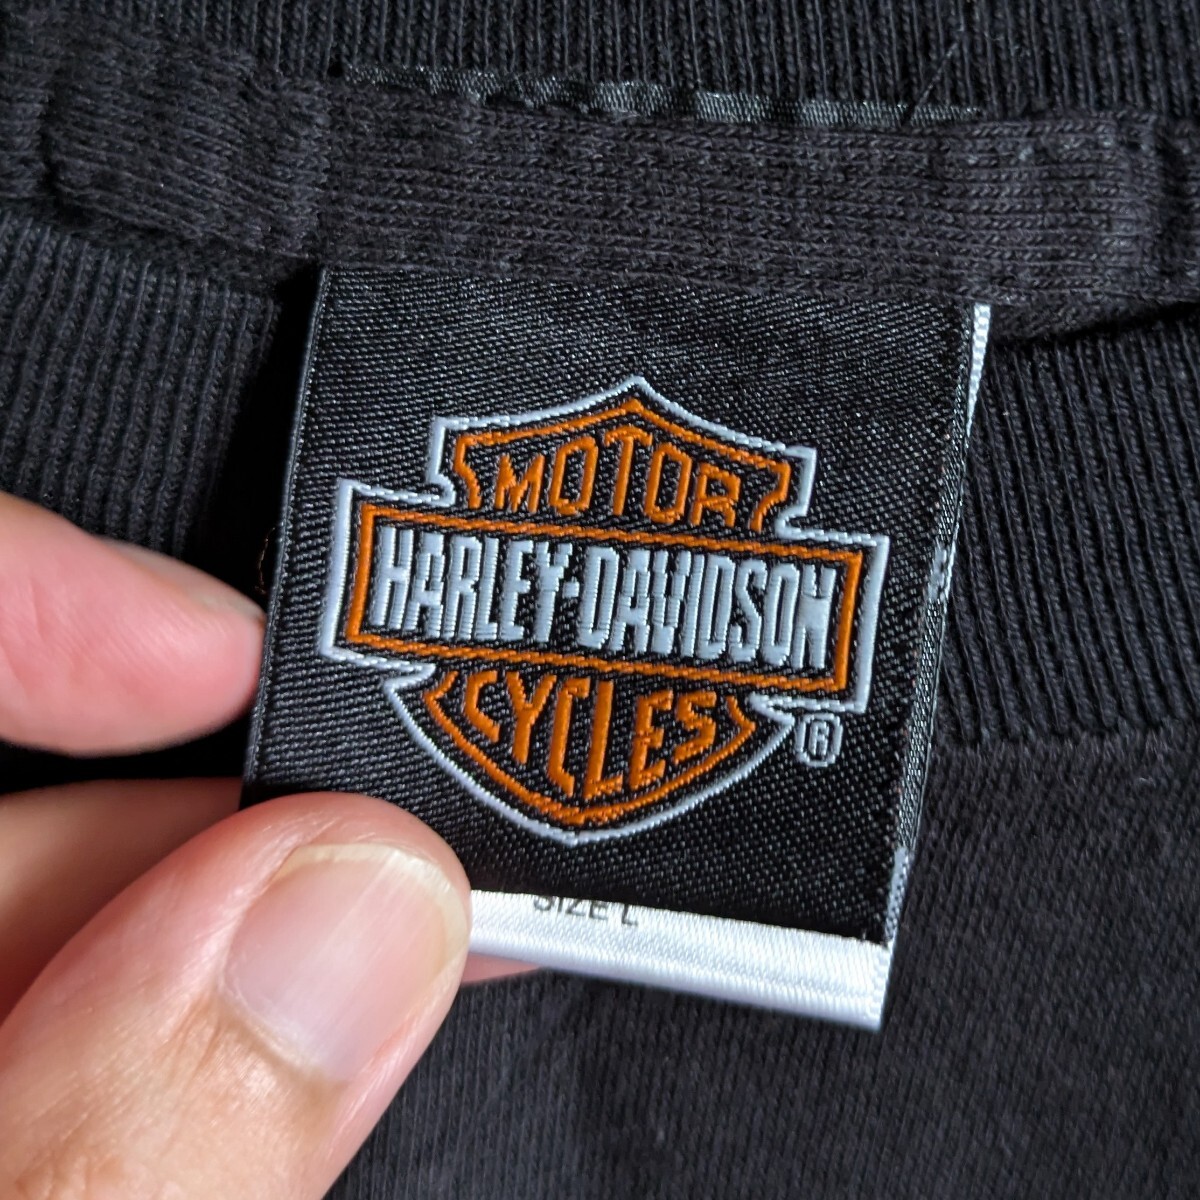 MOTOR
HARLEY-DAVIDSON
CYCLES
®
SIZE L